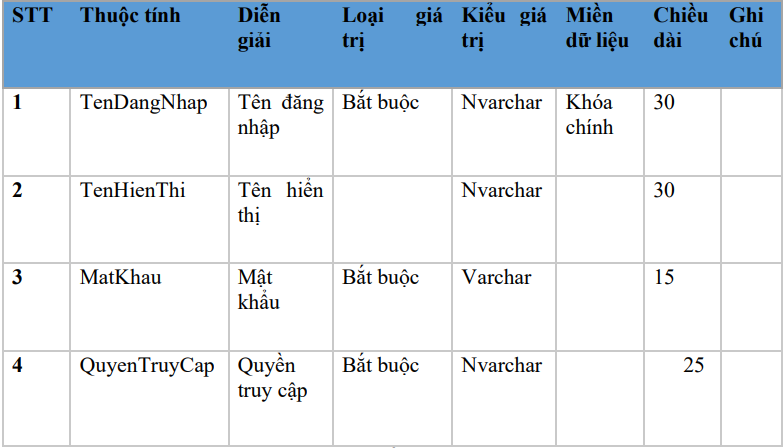 STT Thuộc tính Diễn giải Loại giá trị Kiểu giá trị Miền dữ liệu Chiều dài Ghi chú
1 TenDangNhap Tên đăng nhập Bắt buộc Nvarchar Khóa chính 30
2 TenHienThi Tên hiển thị Nvarchar 30
3 MatKhau Mật khẩu Bắt buộc Varchar 15
4 QuyenTruyCap Quyền truy cập Bắt buộc Nvarchar 25